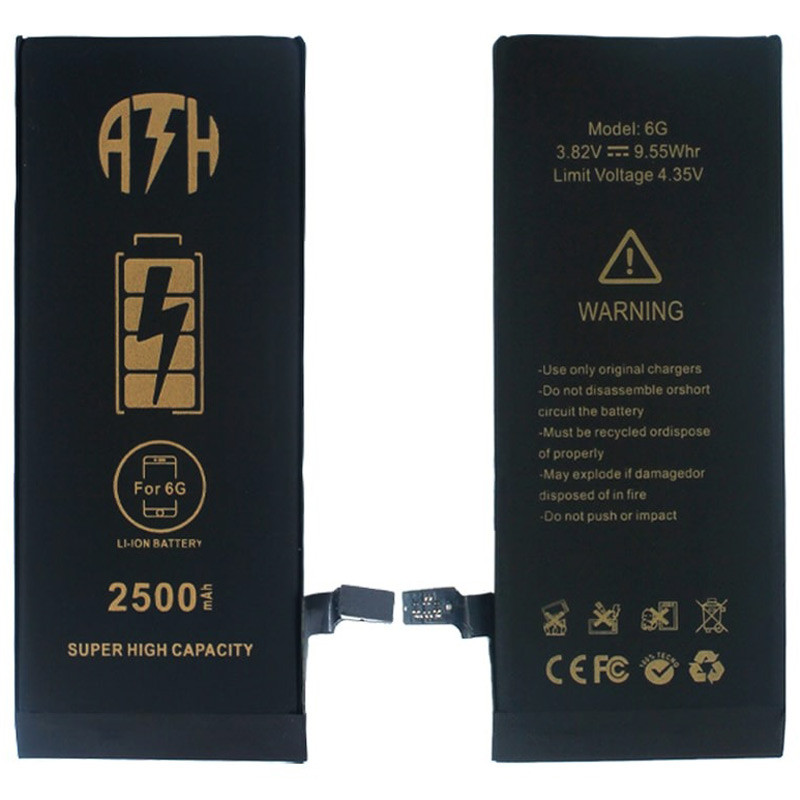 ATH
For 6G
LI-ION BATTERY
2500mAh
SUPER HIGH CAPACITY
Model: 6G
3.82V ⎓ 9.55Whr
Limit Voltage 4.35V
WARNING
-Use only original chargers
-Do not disassemble orshort
circuit the battery
-Must be recycled ordispose
of properly
-May explode if damagedor
disposed of in fire
-Do not push or impact
CE FC